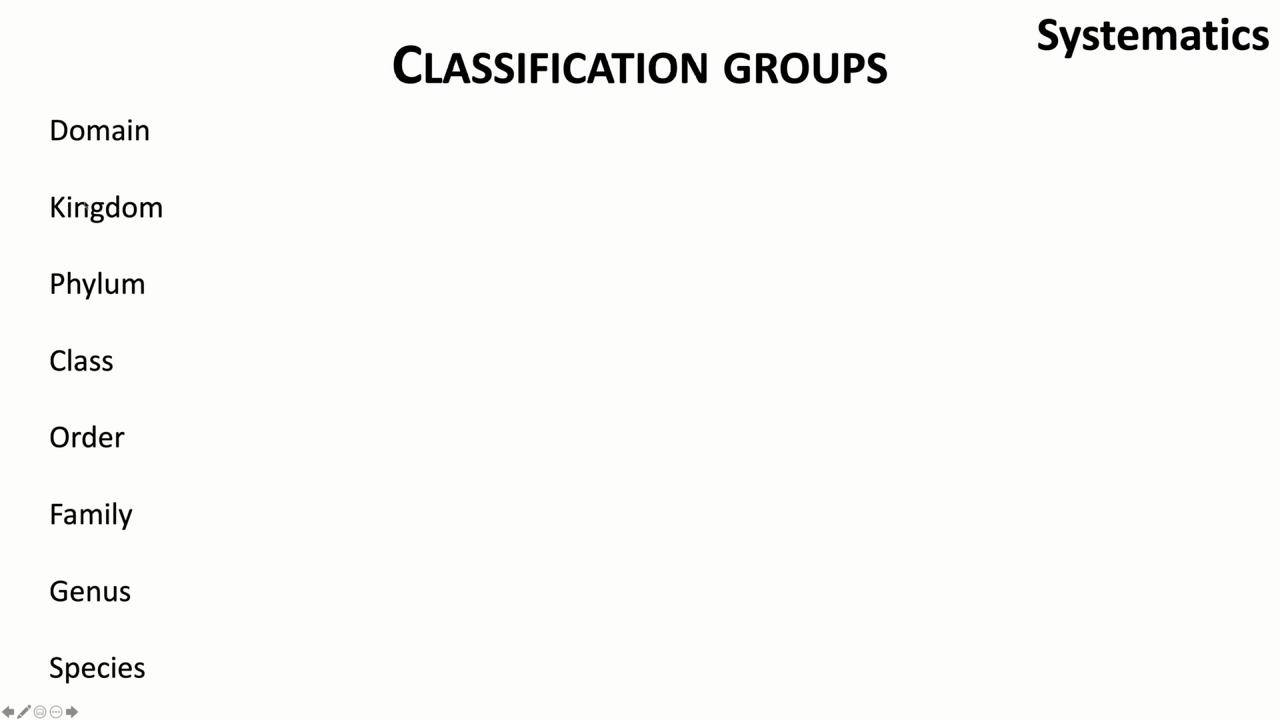 Systematics
CLASSIFICATION GROUPS
Domain
Kingdom
Phylum
Class
Order
Family
Genus
Species